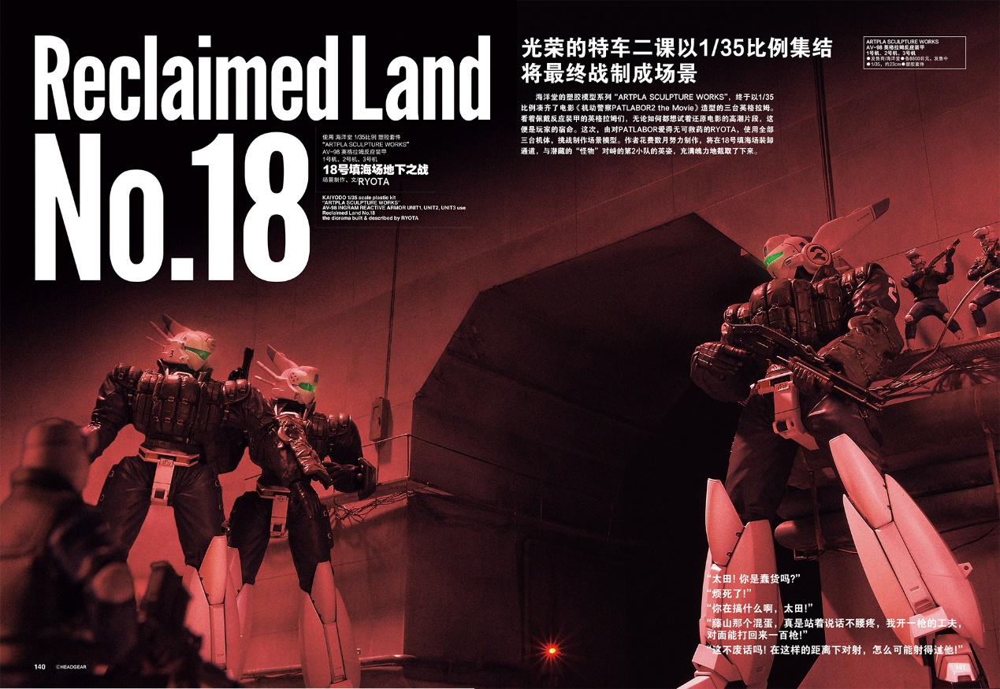 Reclaimed Land
No.18
使用 海洋堂 1/35比例 塑胶套件
“ARTPLA SCULPTURE WORKS”
AV-98 英格拉姆反应装甲
1号机、2号机、3号机
18号填海场地下之战
场景制作、文/RYOTA
KAIYODO 1/35 scale plastic kit
“ARTPLA SCULPTURE WORKS”
AV-98 INGRAM REACTIVE ARMOR UNIT1, UNIT2, UNIT3 use
Reclaimed Land No.18
the diorama built & described by RYOTA
光荣的特车二课以1/35比例集结
将最终战制成场景
海洋堂的塑胶模型系列“ARTPLA SCULPTURE WORKS”，终于以1/35
比例凑齐了电影《机动警察PATLABOR2 the Movie》造型的三台英格拉姆。
看着佩戴反应装甲的英格拉姆们，无论如何都想试着还原电影的高潮片段，这
便是玩家的宿命。这次，由对PATLABOR爱得无可救药的RYOTA，使用全部
三台机体，挑战制作场景模型。作者花费数月努力制作，将在18号填海场装卸
通道，与潜藏的“怪物”对峙的第2小队的英姿，充满魄力地截取了下来。
ARTPLA SCULPTURE WORKS
AV-98 英格拉姆反应装甲
1号机、2号机、3号机
●发售商/海洋堂●各8800日元，发售中
●1/35，约23cm●塑胶套件
2
2
3
“太田！你是蠢货吗？”
“烦死了！”
“你在搞什么啊，太田！”
“藤山那个混蛋，真是站着说话不腰疼，我开一枪的工夫，
对面能打回来一百枪！”
“这不废话吗！在这样的距离下对射，怎么可能射得过他！”
140
©HEADGEAR
141